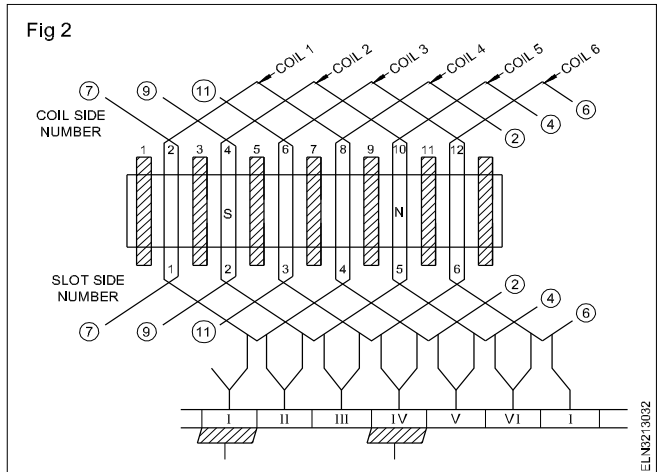 Fig 2
COIL 1 COIL 2 COIL 3 COIL 4 COIL 5 COIL 6
7 9 11 6
4
2
COIL SIDE
NUMBER
1 2 3 4 5 6 7 8 9 10 11 12
S N
SLOT SIDE
NUMBER
1 2 3 4 5 6
2
4
7 9 11 6
I II III IV V VI I
ELN3213032